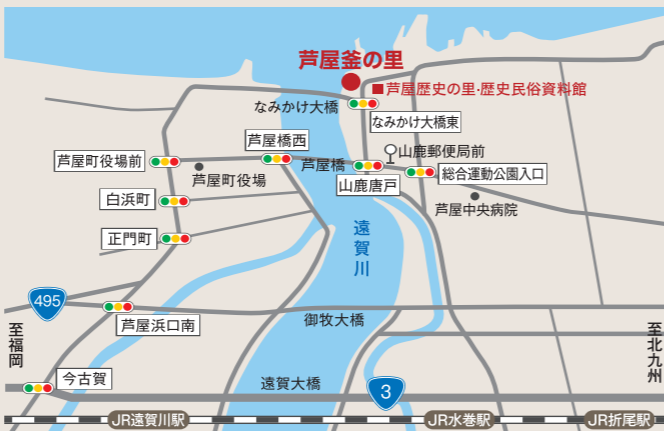 芦屋釜の里
芦屋歴史の里・歴史民俗資料館
なみかけ大橋
なみかけ大橋東
芦屋橋西
山鹿郵便局前
芦屋町役場前
芦屋橋
総合運動公園入口
芦屋町役場
山鹿唐戸
白浜町
芦屋中央病院
正門町
遠賀川
495
芦屋浜口南
御牧大橋
至福岡
至北九州
今古賀
遠賀大橋
3
JR遠賀川駅
JR水巻駅
JR折尾駅